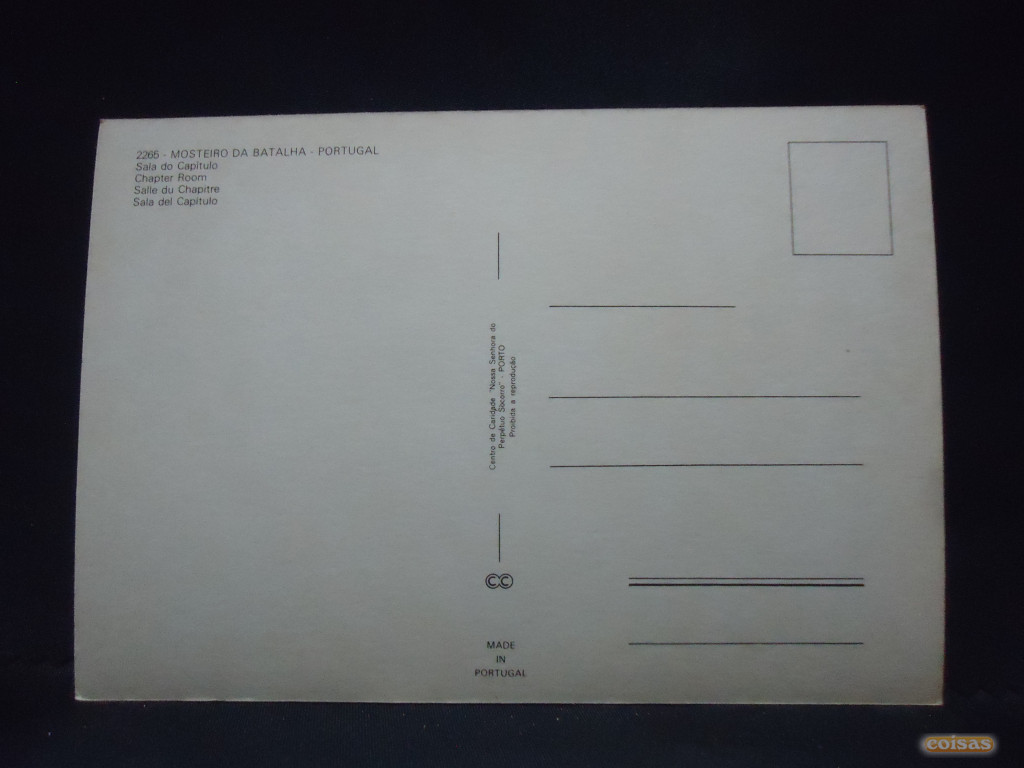 2265 - MOSTEIRO DA BATALHA - PORTUGAL
Sala do Capítulo
Chapter Room
Salle du Chapitre
Sala del Capítulo
Centro de Caridade "Nossa Senhora do
Perpétuo Socorro" - PORTO
Proibida a reprodução
CC
MADE
IN
PORTUGAL
coisas